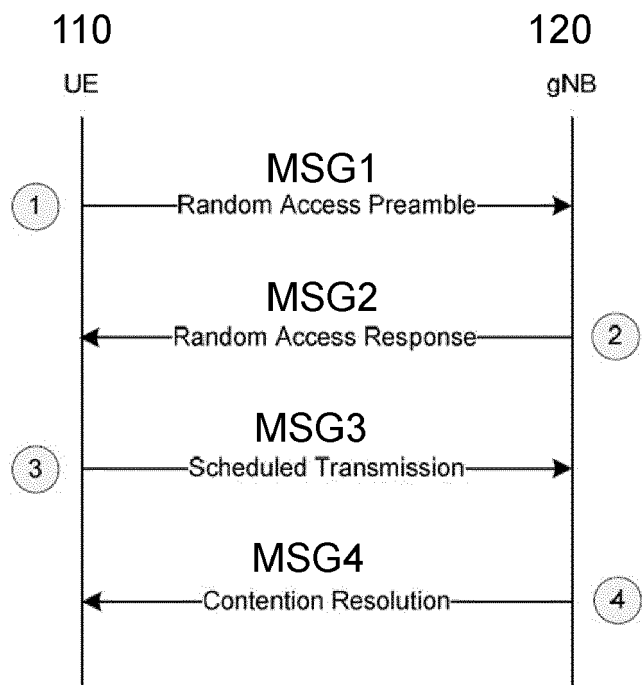 110 120
UE gNB
MSG1
1 Random Access Preamble
MSG2
Random Access Response 2
MSG3
3 Scheduled Transmission
MSG4
Contention Resolution 4